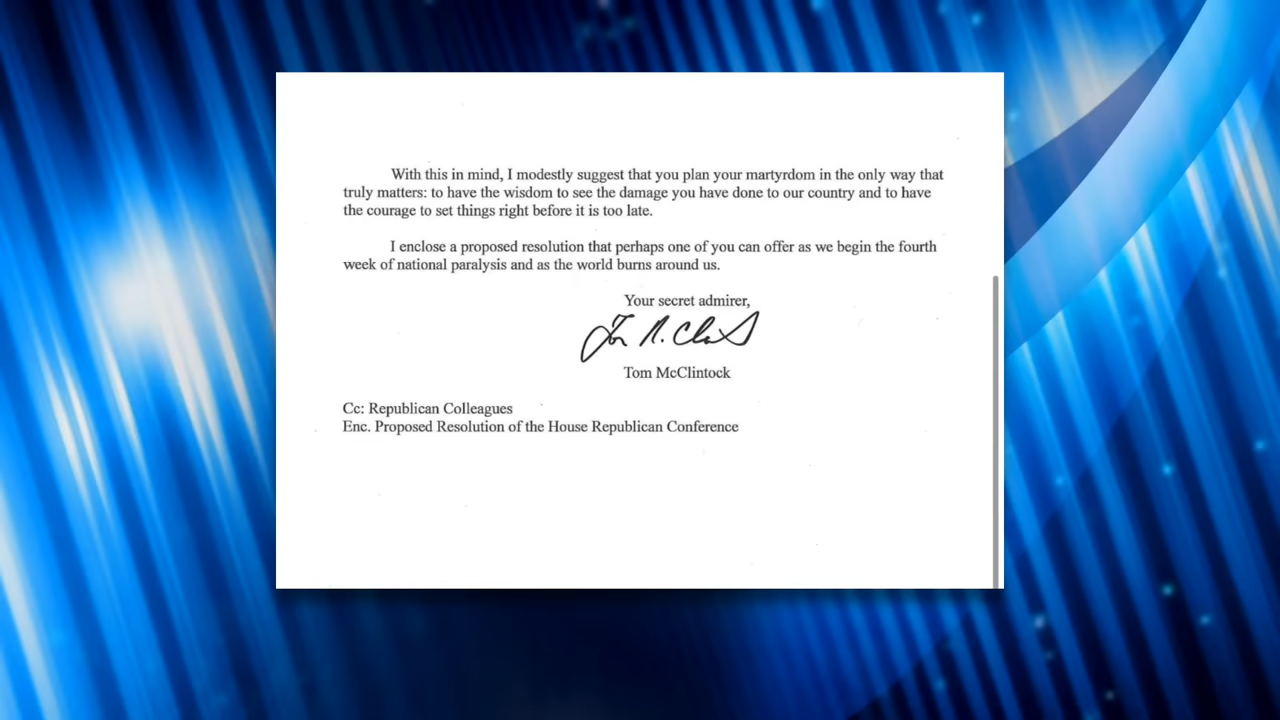 With this in mind, I modestly suggest that you plan your martyrdom in the only way that
truly matters: to have the wisdom to see the damage you have done to our country and to have
the courage to set things right before it is too late.
I enclose a proposed resolution that perhaps one of you can offer as we begin the fourth
week of national paralysis and as the world burns around us.
Your secret admirer,
Tom McClintock
Cc: Republican Colleagues
Enc. Proposed Resolution of the House Republican Conference